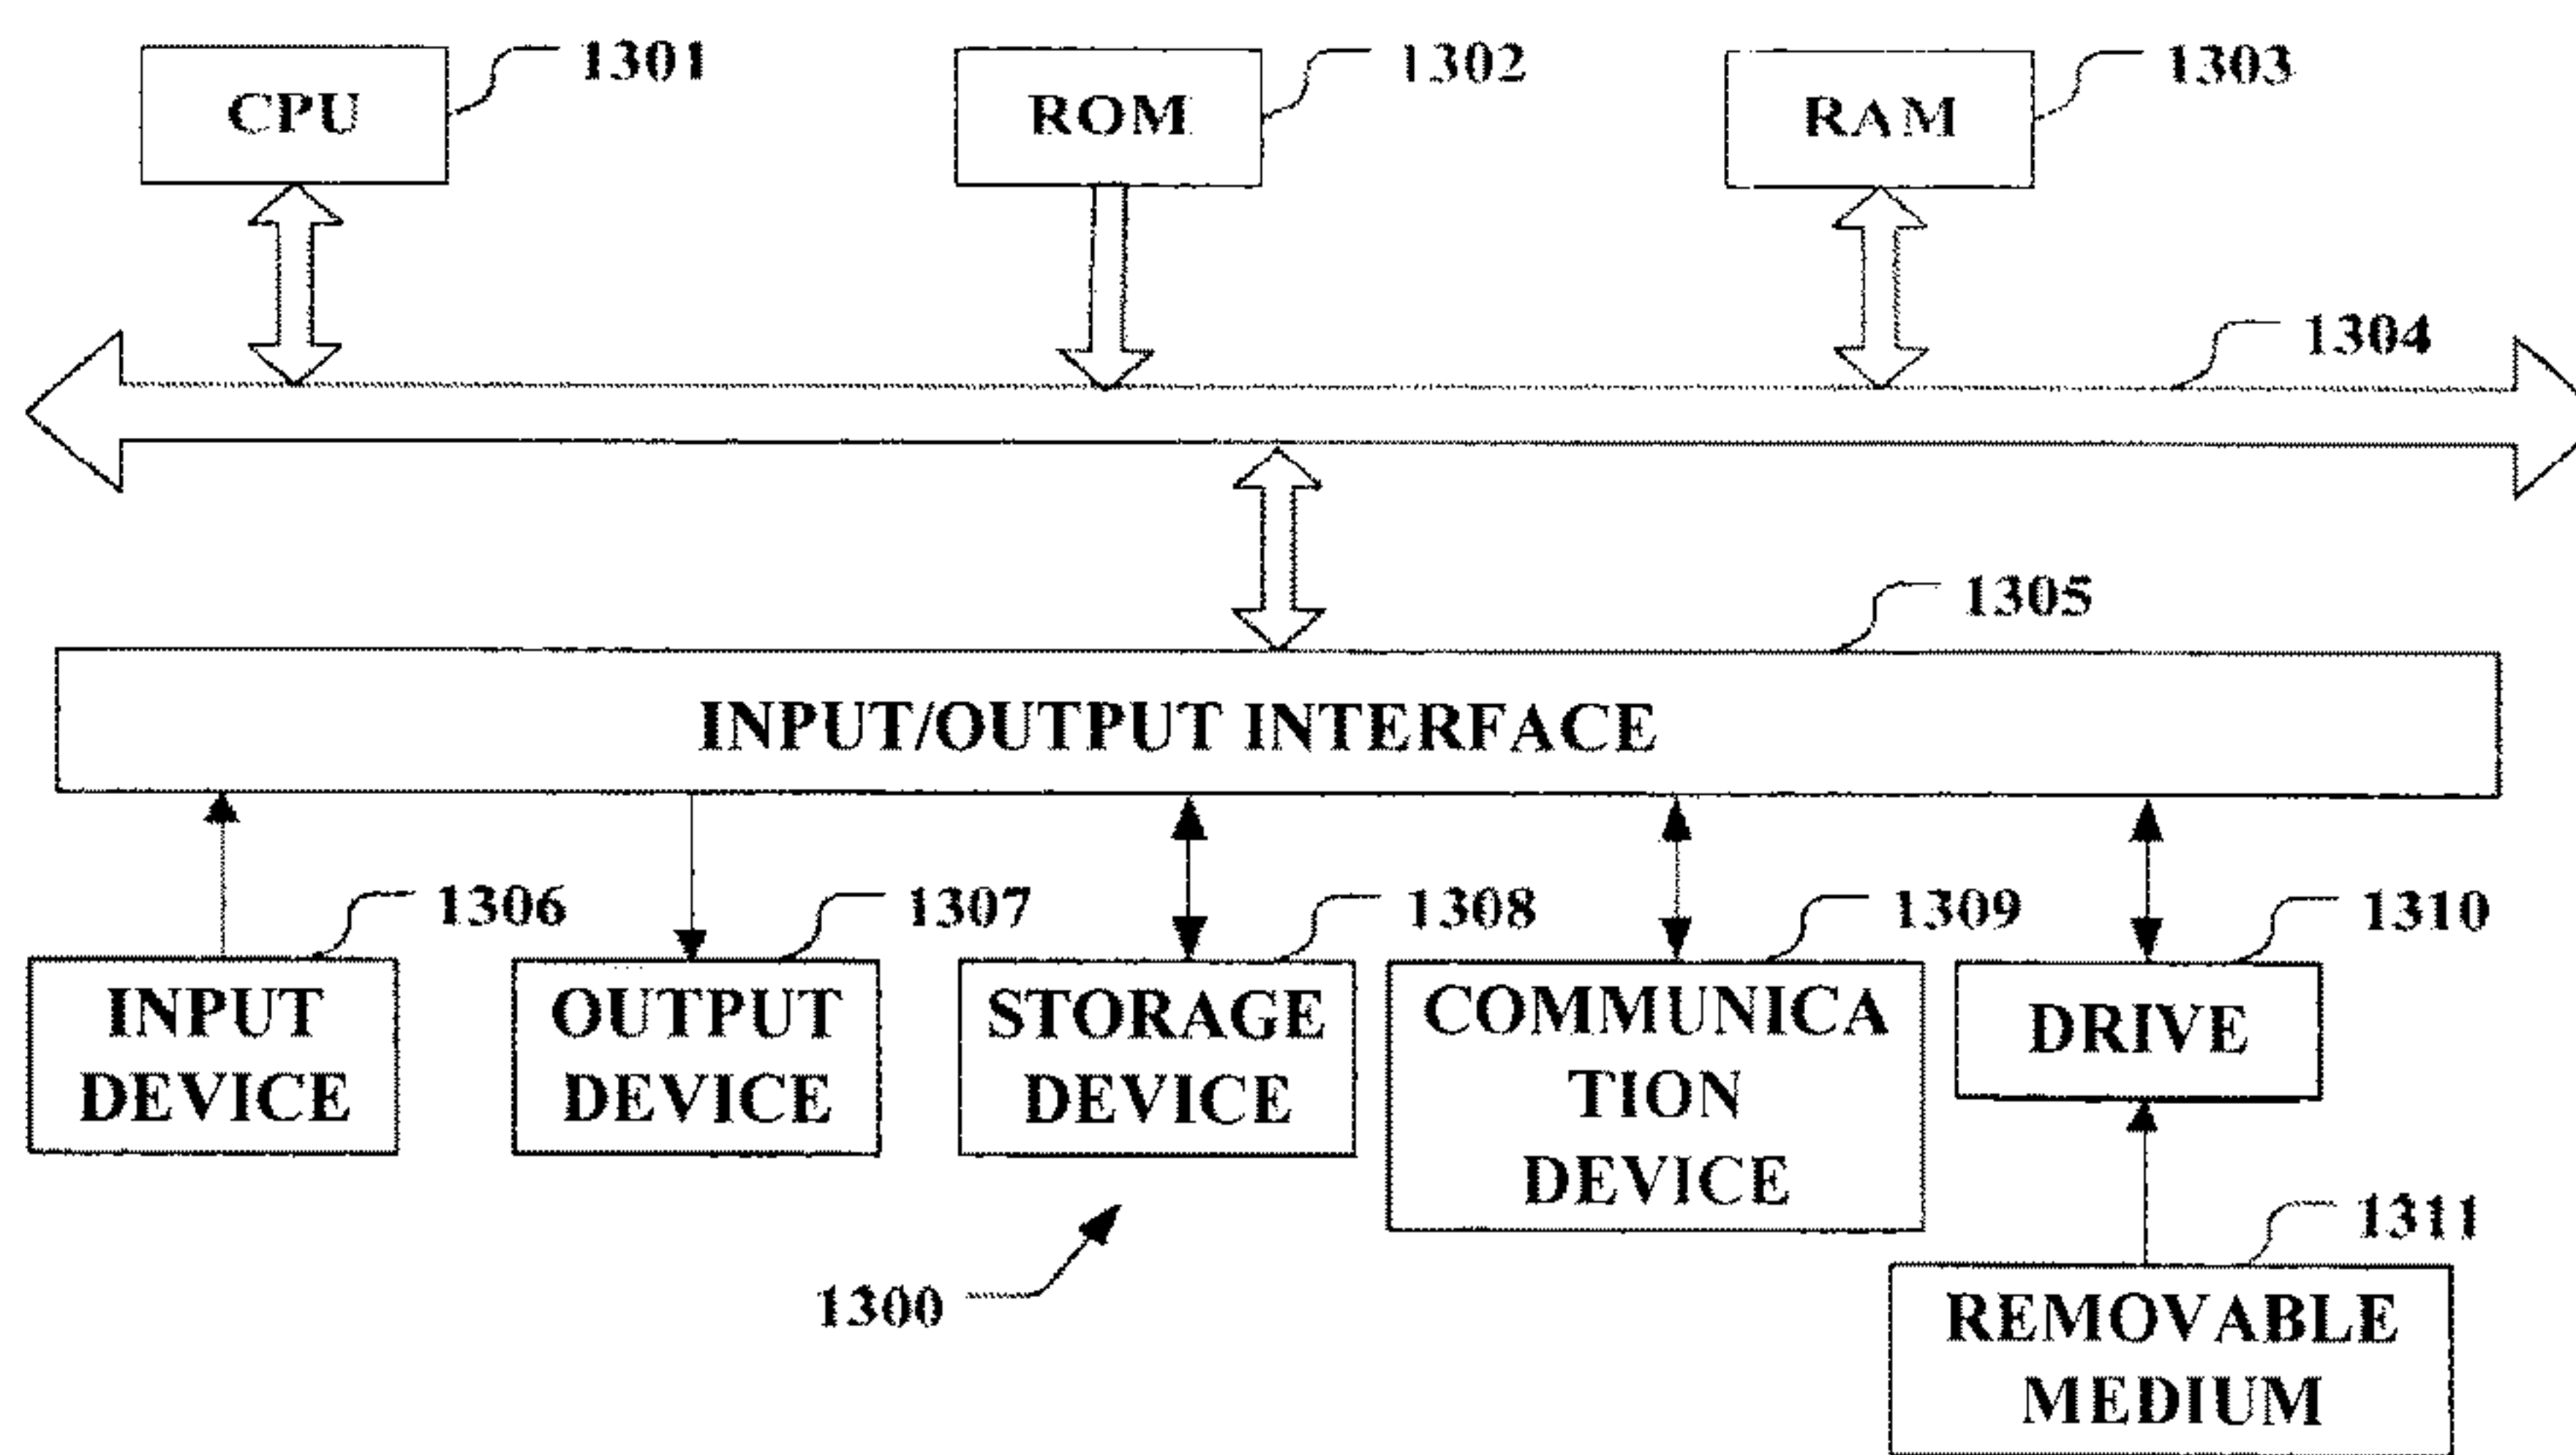 CPU
1301
ROM
1302
RAM
1303
1304
1305
INPUT/OUTPUT INTERFACE
1306
1307
1308
1309
1310
INPUT
DEVICE
OUTPUT
DEVICE
STORAGE
DEVICE
COMMUNICA
TION
DEVICE
DRIVE
1311
1300
REMOVABLE
MEDIUM